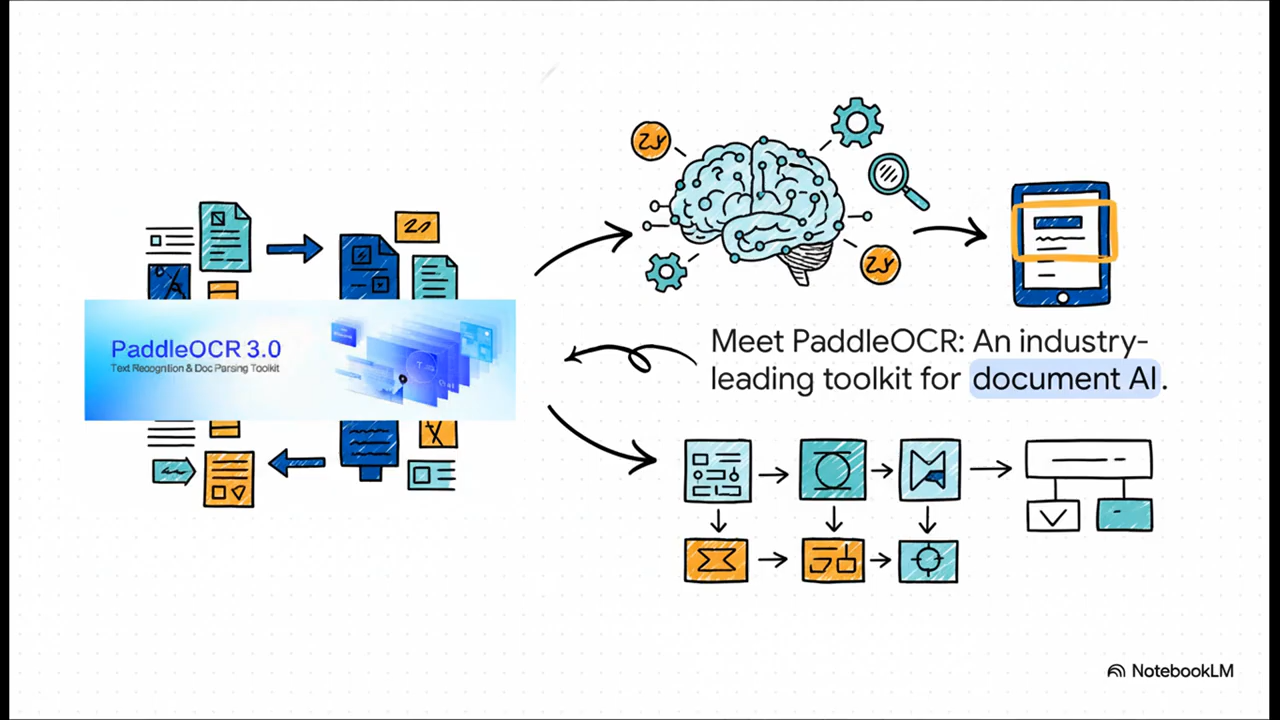 PaddleOCR 3.0
Text Recognition & Doc Parsing Toolkit
Meet PaddleOCR: An industry-
leading toolkit for document AI.
NotebookLM